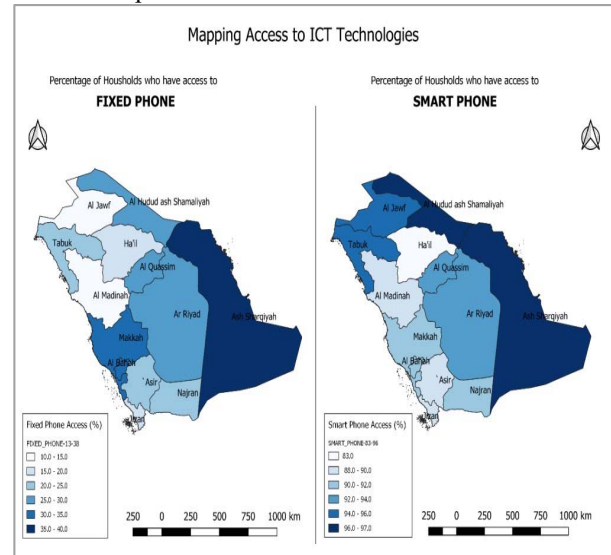 Mapping Access to ICT Technologies
Percentage of Housholds who have access to
FIXED PHONE
Al Jawf
Al Hudud ash Shamaliyah
Tabuk
Ha'il
Al Quassim
Al Madinah
Ar Riyad
Ash Sharqiyah
Makkah
Al Bahah
Asir
Najran
Jizan
Fixed Phone Access (%)
FIXED_PHONE-13-38
10.0 - 15.0
15.0 - 20.0
20.0 - 25.0
25.0 - 30.0
30.0 - 35.0
35.0 - 40.0
250 0 250 500 750 1000 km
Percentage of Housholds who have access to
SMART PHONE
Al Jawf
Al Hudud ash Shamaliyah
Tabuk
Ha'il
Al Quassim
Al Madinah
Ar Riyad
Ash Sharqiyah
Makkah
Al Bahah
Asir
Najran
Jizan
Smart Phone Access (%)
SMART_PHONE-83-96
83.0
88.0 - 90.0
90.0 - 92.0
92.0 - 94.0
94.0 - 96.0
96.0 - 97.0
250 0 250 500 750 1000 km